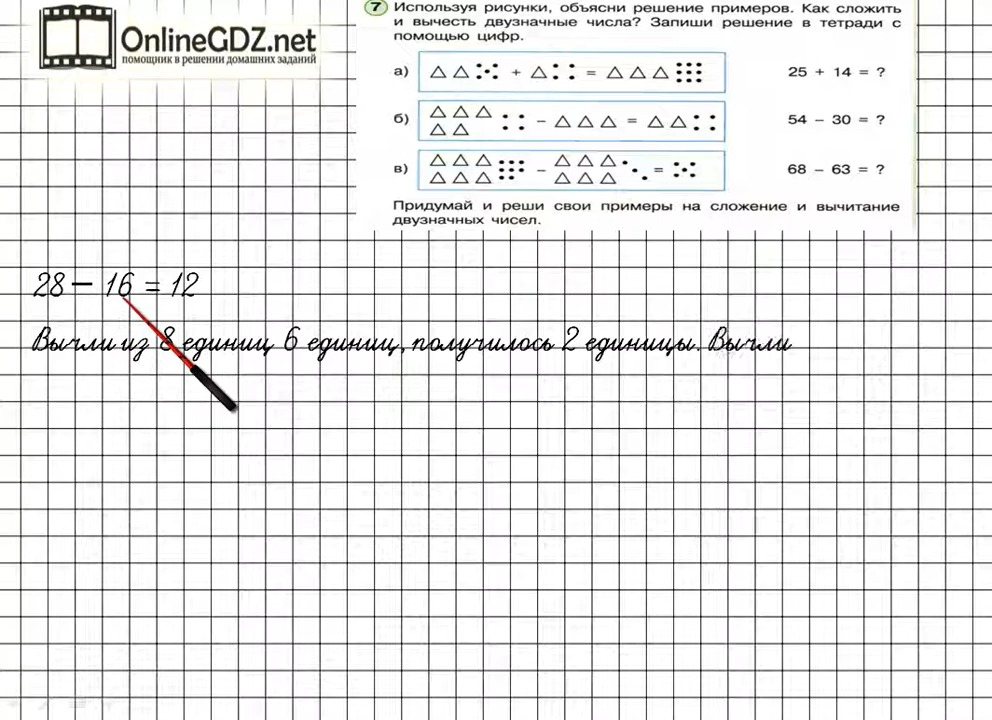 OnlineGDZ.net
помощник в решении домашних заданий
7 Используя рисунки, объясни решение примеров. Как сложить
и вычесть двузначные числа? Запиши решение в тетради с
помощью цифр.
а) + = 25 + 14 = ?
б) − = 54 − 30 = ?
в) − = 68 − 63 = ?
Придумай и реши свои примеры на сложение и вычитание
двузначных чисел.
28 − 16 = 12
Вычли из 8 единиц 6 единиц, получилось 2 единицы. Вычли